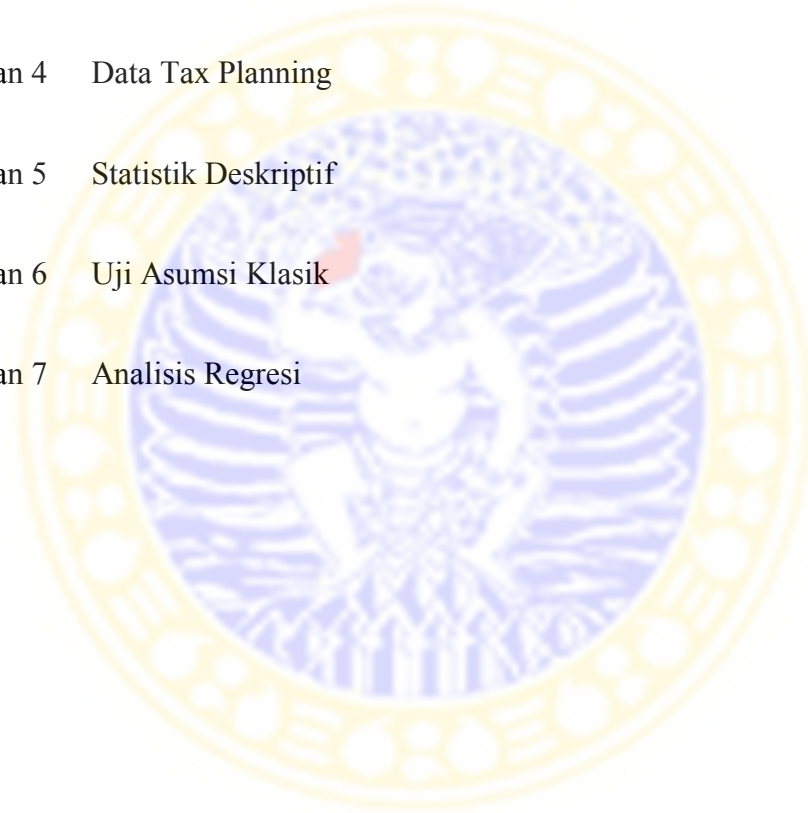 an 4 Data Tax Planning
an 5 Statistik Deskriptif
an 6 Uji Asumsi Klasik
an 7 Analisis Regresi